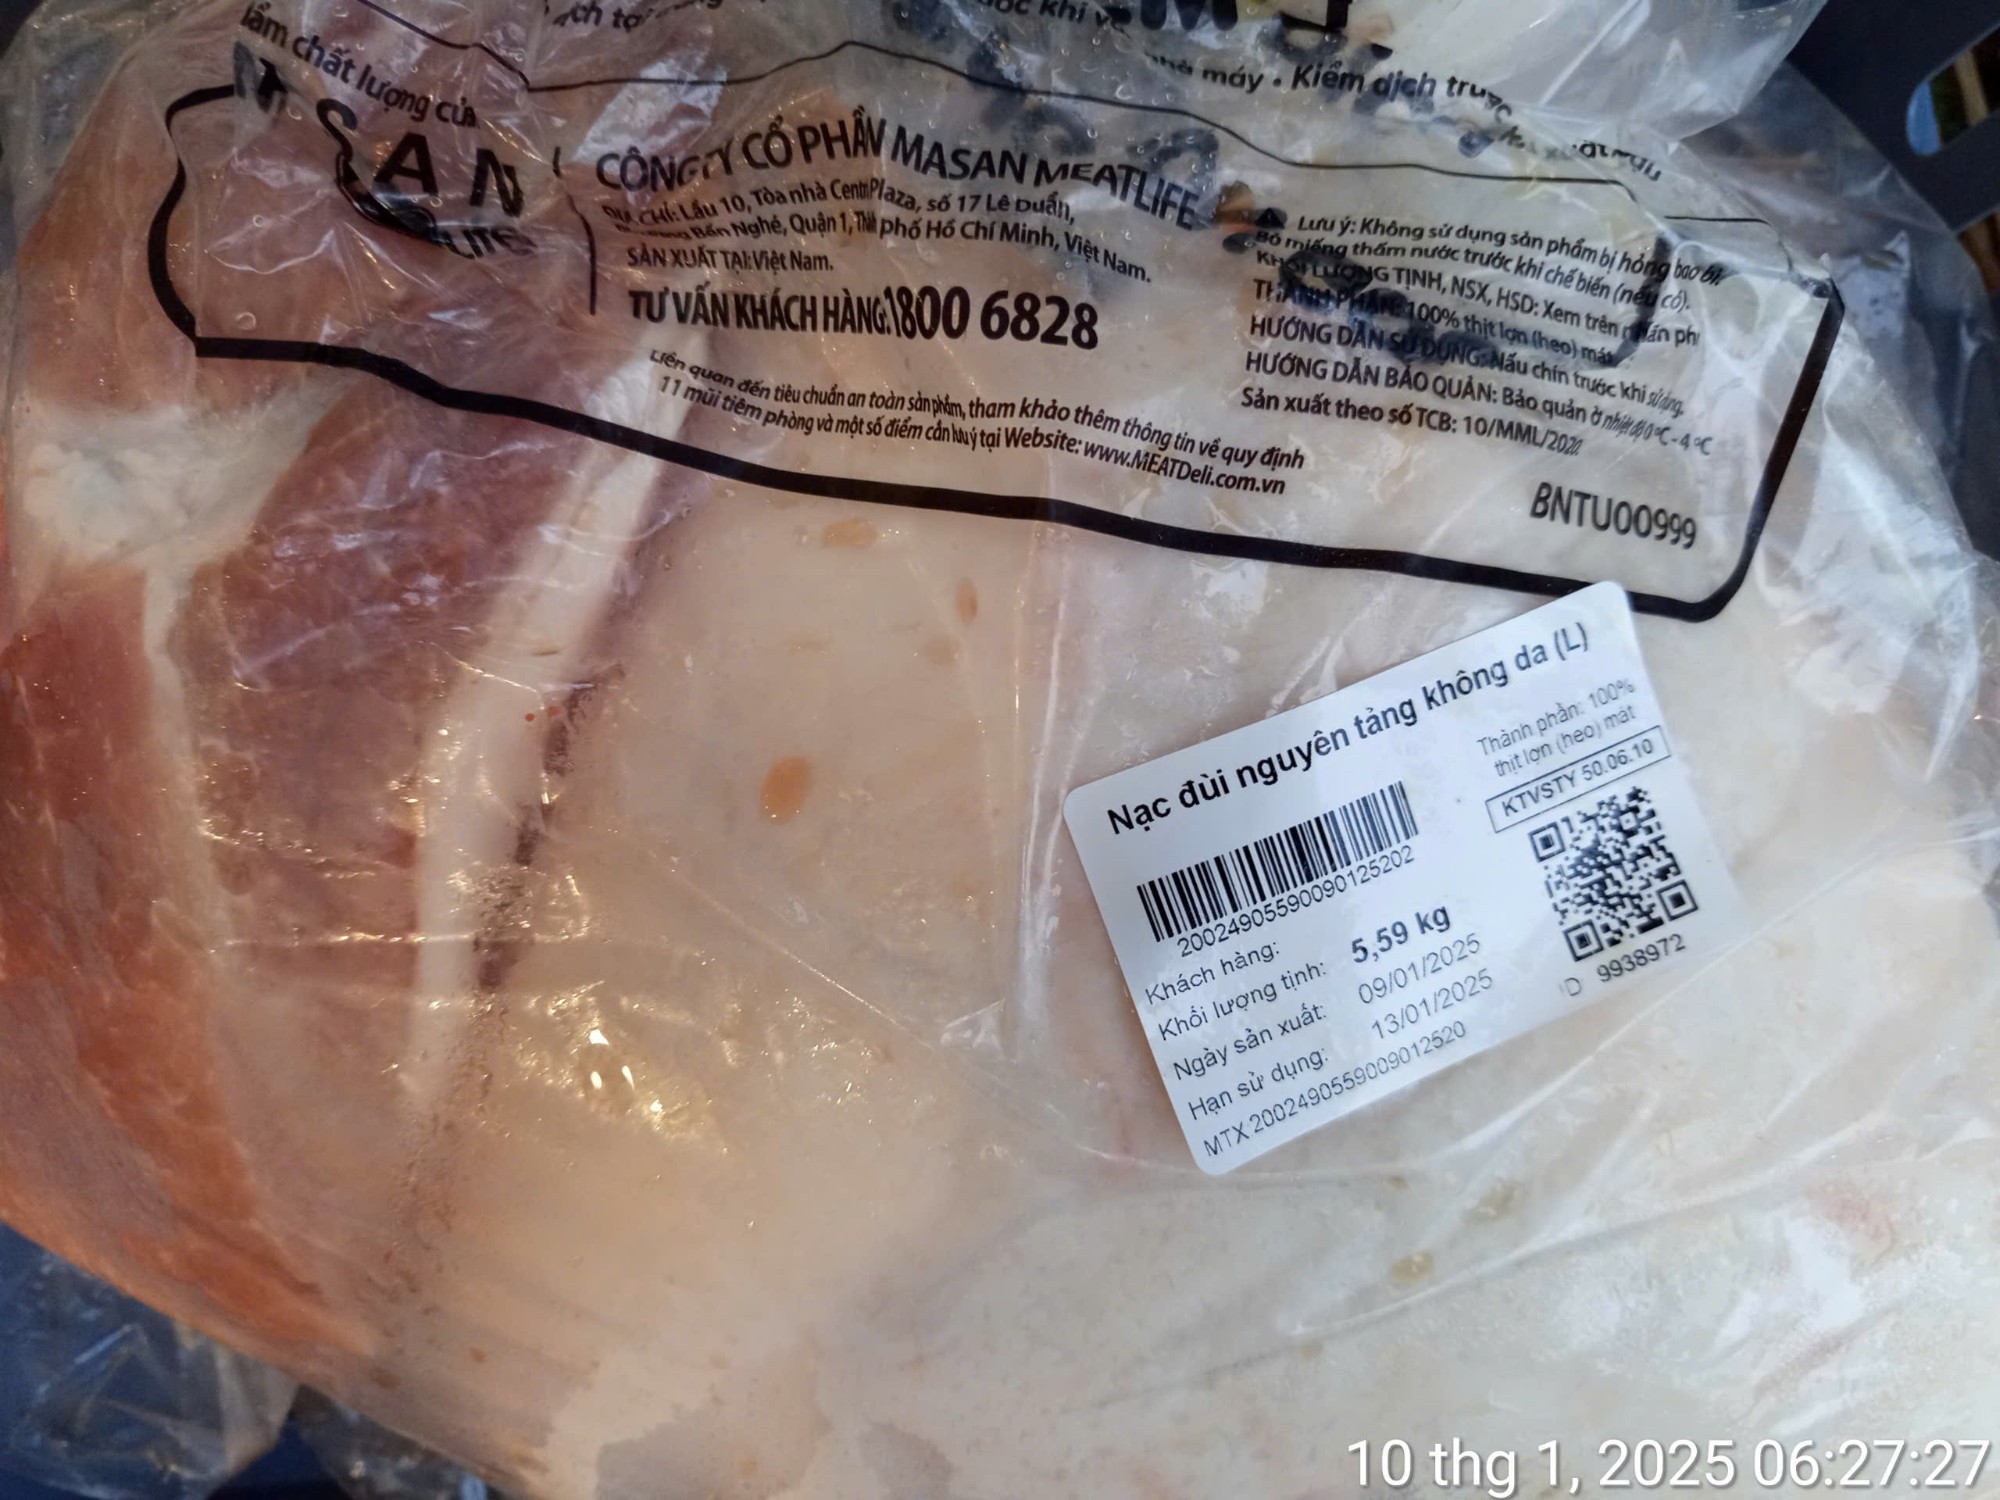 máy • Kiểm dịch trước
chất lượng của
CÔNG TY CỔ PHẦN MASAN MEATLIFE
ĐỊA CHỈ: Lầu 10, Tòa nhà Central Plaza, số 17 Lê Duẩn,
Bến Nghé, Quận 1, Thành phố Hồ Chí Minh, Việt Nam.
SẢN XUẤT TẠI: Việt Nam.
TƯ VẤN KHÁCH HÀNG: 1800 6828
Liên quan đến tiêu chuẩn an toàn sản phẩm, tham khảo thêm thông tin về quy định
11 mũi tiêm phòng và một số điểm cần lưu ý tại Website: www.MEATDeli.com.vn
Lưu ý: Không sử dụng sản phẩm bị hỏng bao bì.
Bỏ miếng thấm nước trước khi chế biến (nếu có).
KHỐI LƯỢNG TỊNH, NSX, HSD: Xem trên nhãn phụ
THÀNH PHẦN: 100% thịt lợn (heo) mát
HƯỚNG DẪN SỬ DỤNG: Nấu chín trước khi sử dụng.
HƯỚNG DẪN BẢO QUẢN: Bảo quản ở nhiệt độ 0°C - 4°C
Sản xuất theo số TCB: 10/MML/2020
BNTU00999
Nạc đùi nguyên tảng không da (L)
Thành phần: 100%
thịt lợn (heo) mát
KTVSTY 50.06.10
20024905590090125202
Khách hàng:
Khối lượng tịnh: 5,59 kg
Ngày sản xuất: 09/01/2025
Hạn sử dụng: 13/01/2025
MTX 2002490559009012520
ID 9938972
10 thg 1, 2025 06:27:27